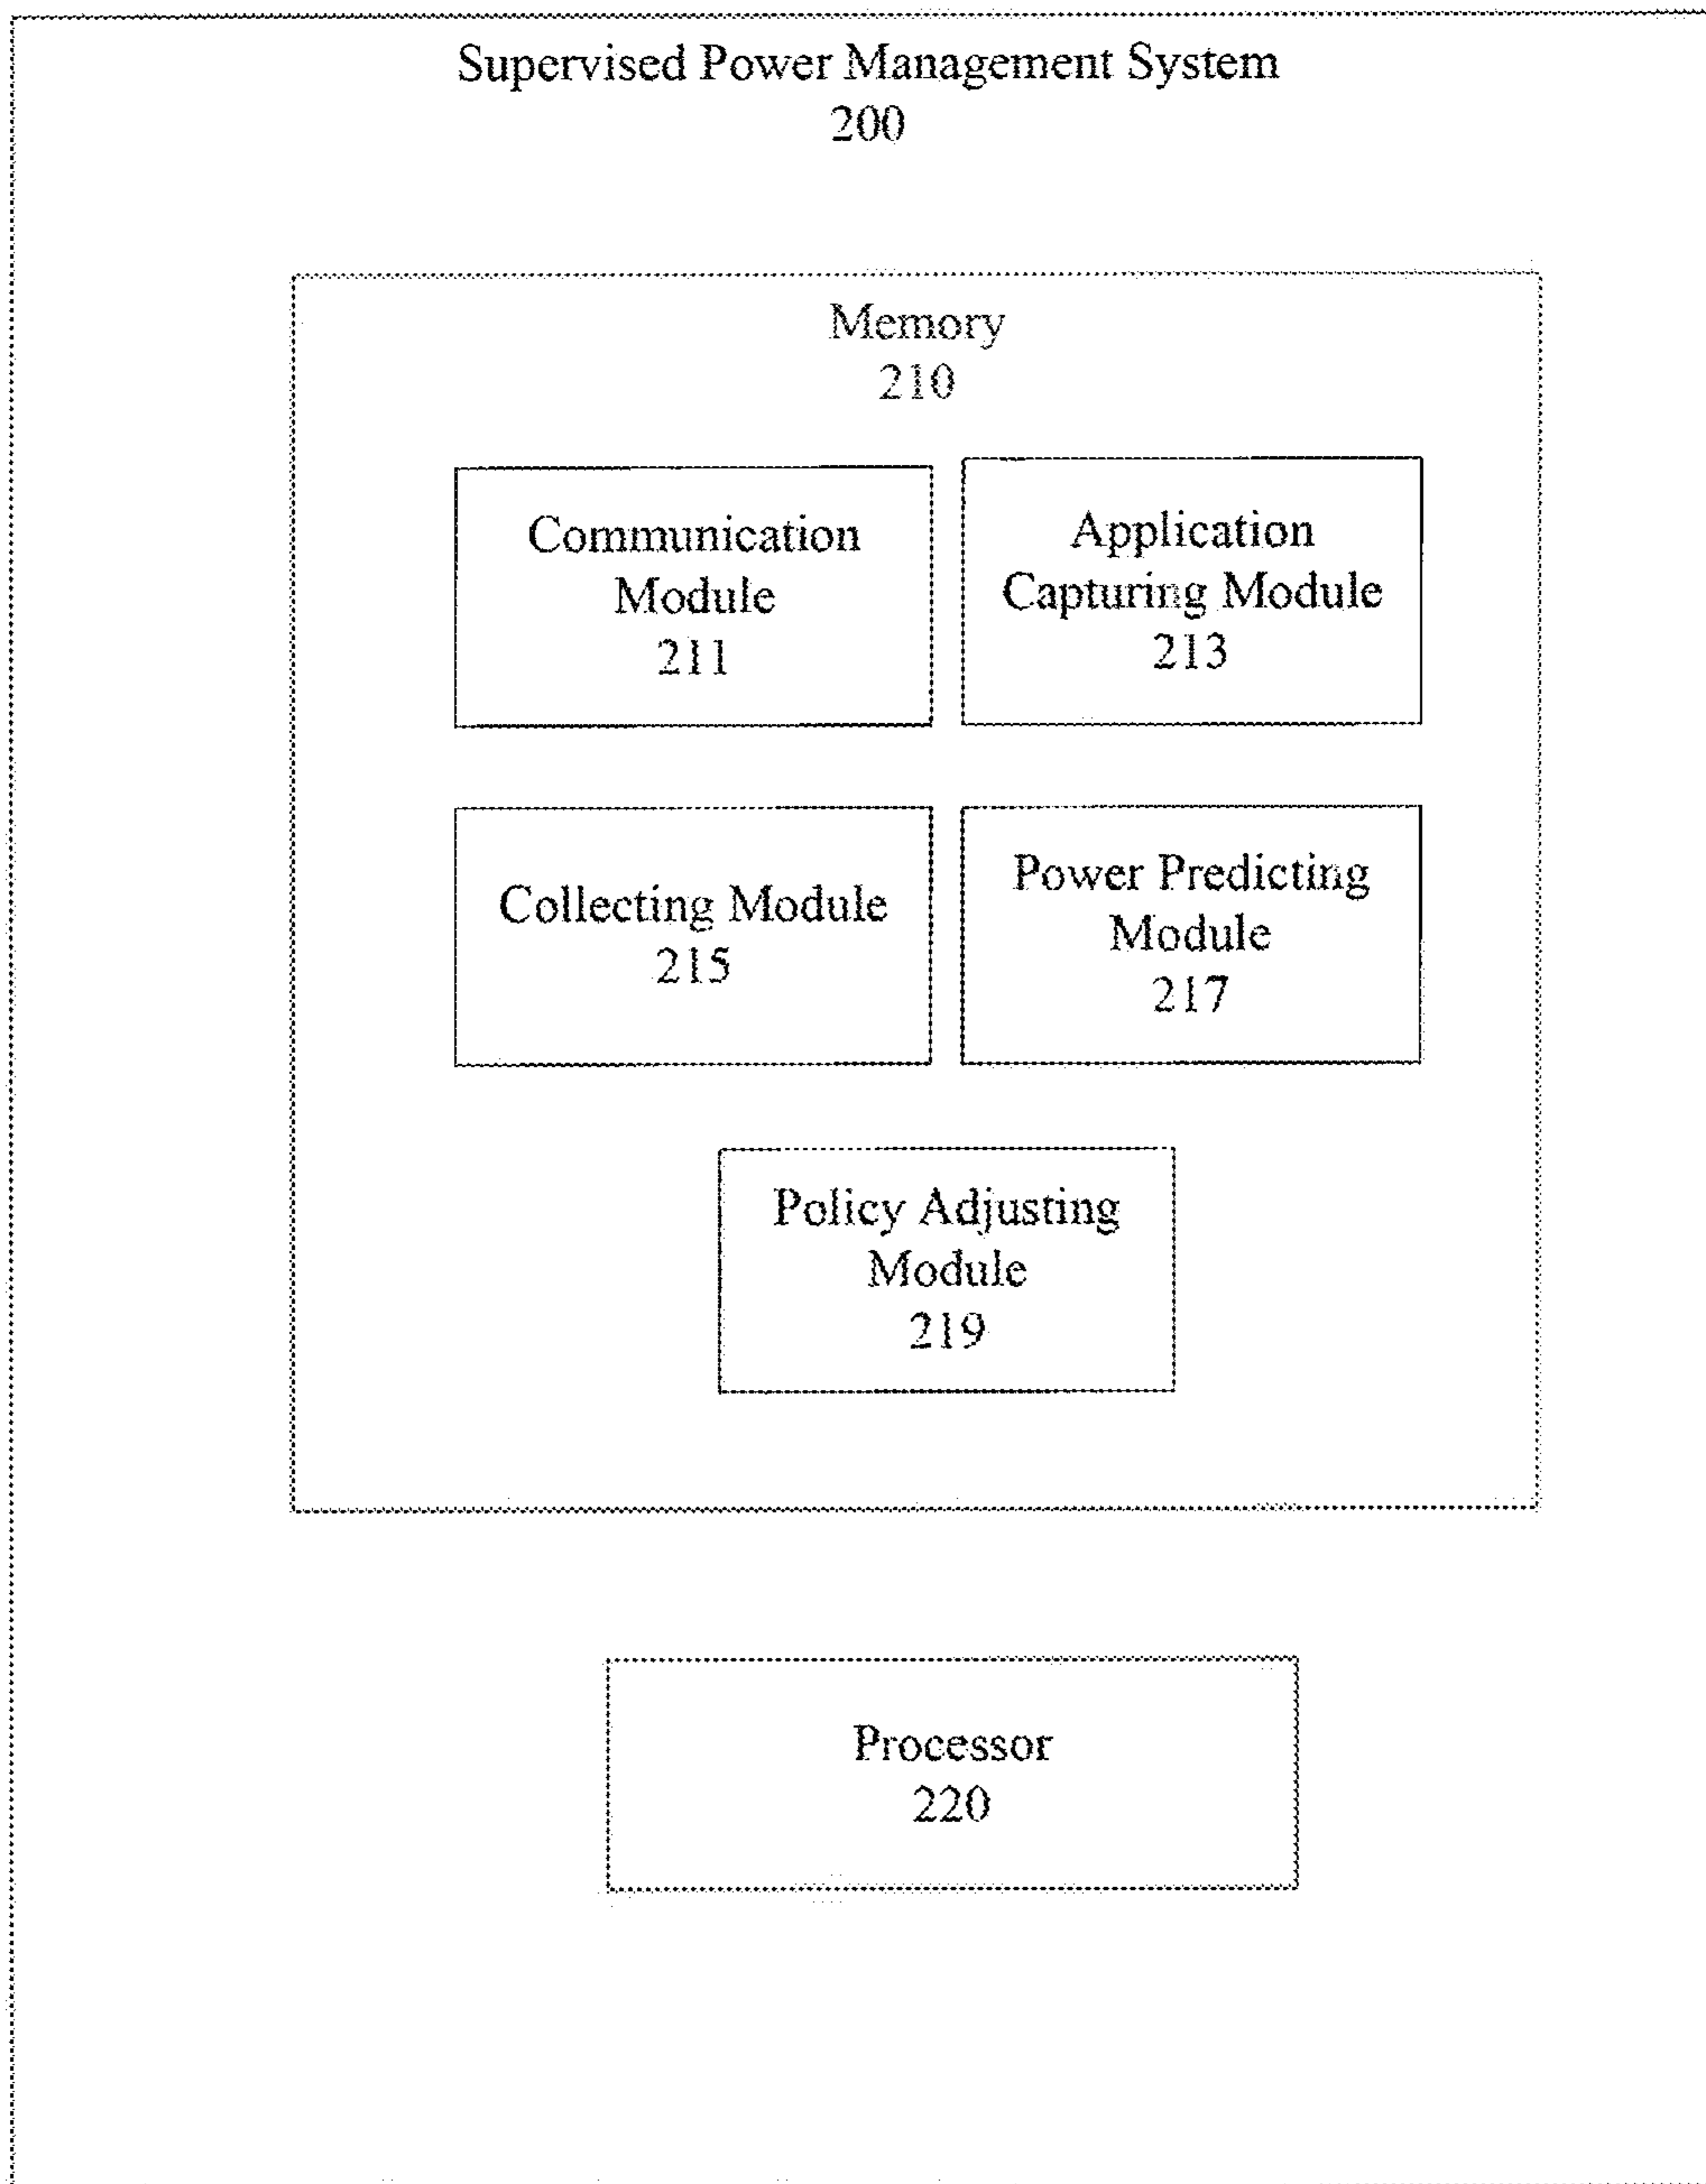 Supervised Power Management System
200
Memory
210
Communication
Module
211
Application
Capturing Module
213
Collecting Module
215
Power Predicting
Module
217
Policy Adjusting
Module
219
Processor
220